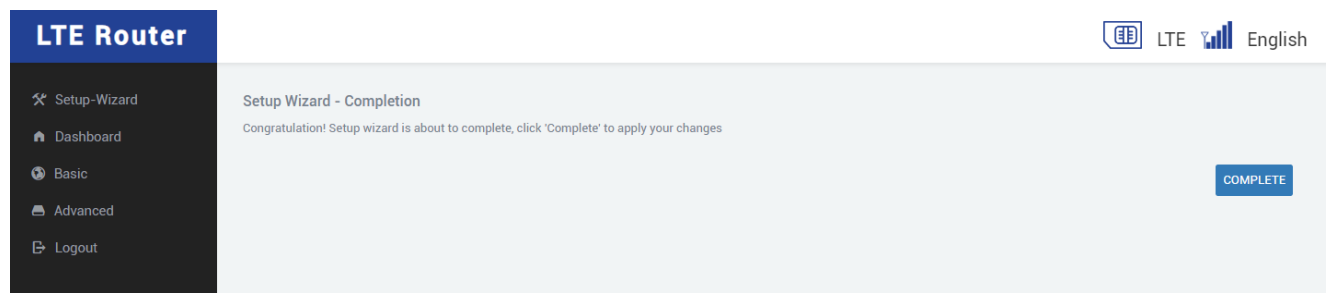 LTE Router
LTE
English
Setup-Wizard
Dashboard
Basic
Advanced
Logout
Setup Wizard - Completion
Congratulation! Setup wizard is about to complete, click 'Complete' to apply your changes
COMPLETE